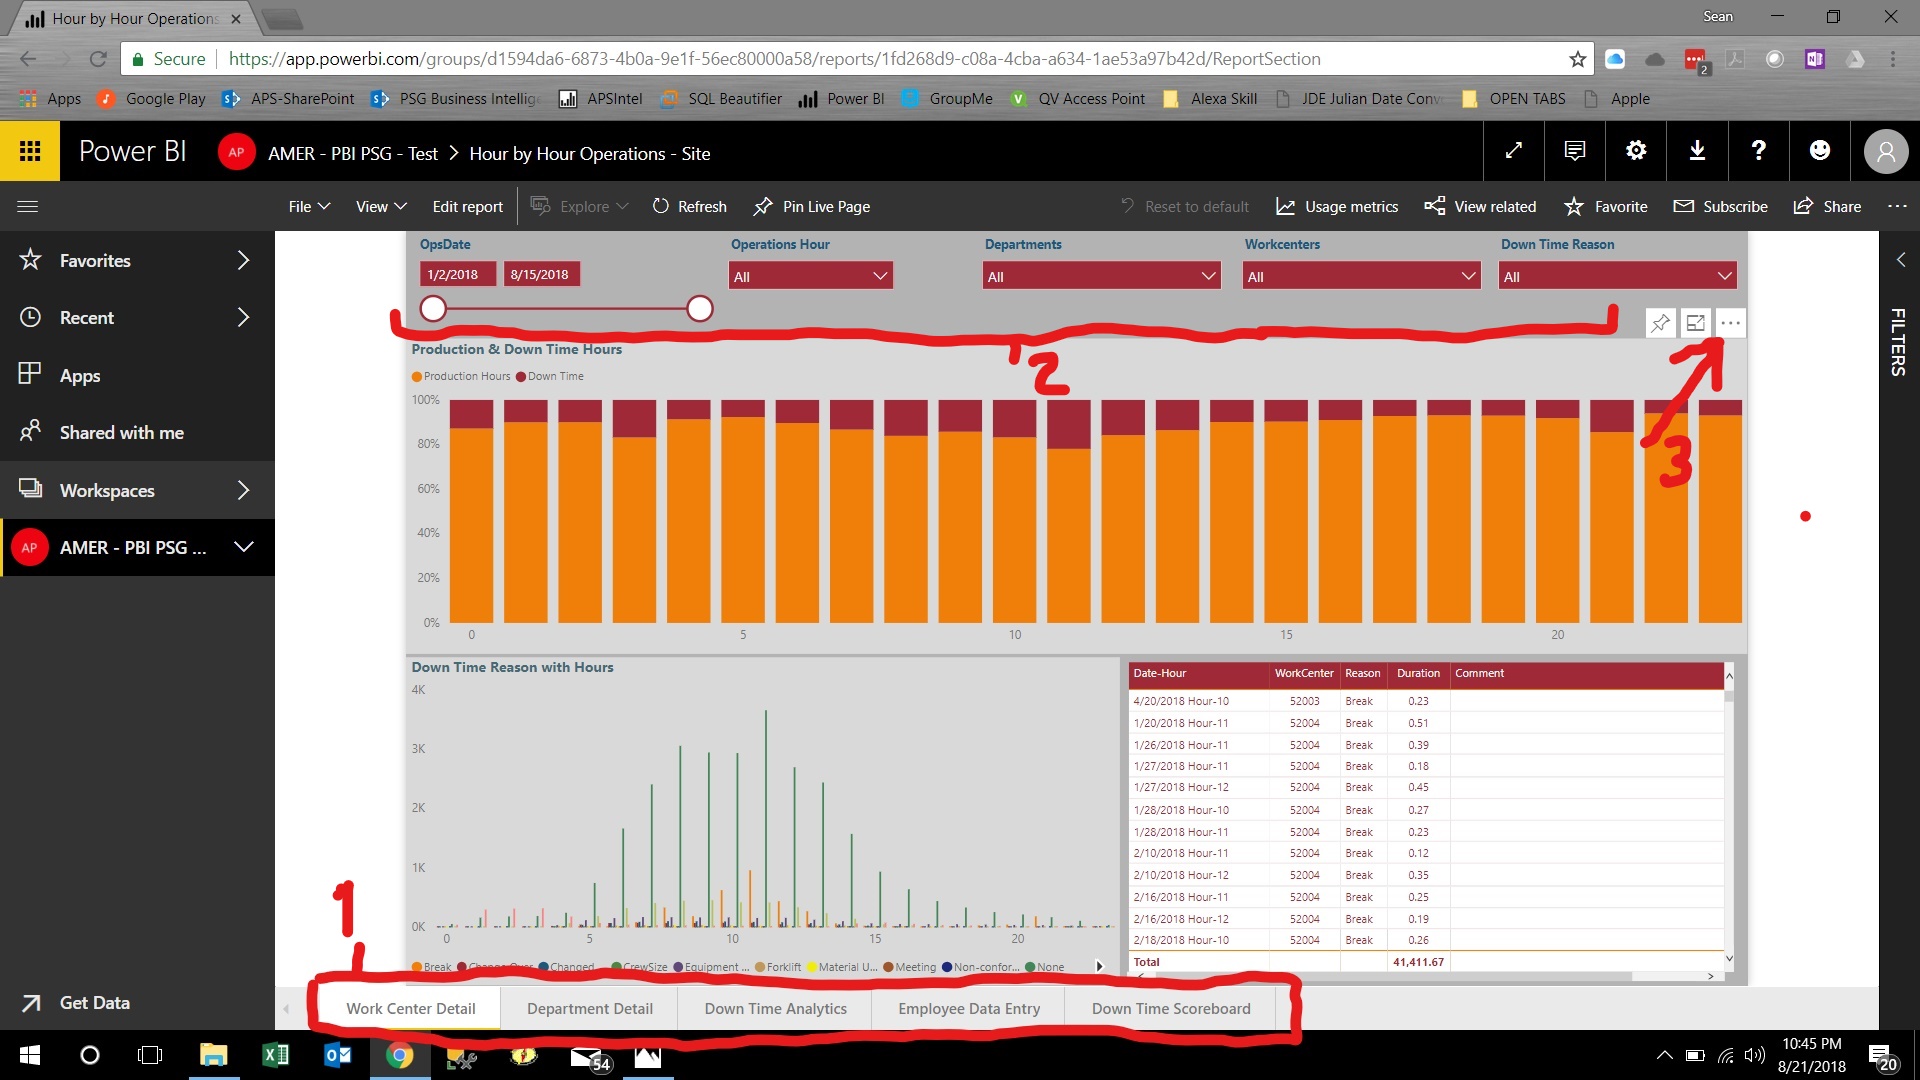 Hour by Hour Operations
Sean
Secure
https://app.powerbi.com/groups/d1594da6-6873-4b0a-9e1f-56ec80000a58/reports/1fd268d9-c08a-4cba-a634-1ae53a97b42d/ReportSection
2
Apps Google Play APS-SharePoint PSG Business Intellig APSIntel SQL Beautifier Power BI GroupMe QV Access Point Alexa Skill JDE Julian Date Conv OPEN TABS Apple
Power BI AP AMER - PBI PSG - Test > Hour by Hour Operations - Site
File View Edit report Explore Refresh Pin Live Page Reset to default Usage metrics View related Favorite Subscribe Share
Favorites
Recent
Apps
Shared with me
Workspaces
AP AMER - PBI PSG ...
Get Data
OpsDate Operations Hour Departments Workcenters Down Time Reason
1/2/2018 8/15/2018 All All All All
FILTERS
2
3
Production & Down Time Hours
Production Hours Down Time
100%
80%
60%
40%
20%
0%
0 5 10 15 20
Down Time Reason with Hours
4K
3K
2K
1K
0K
0 5 10 15 20
Break Change Over Changed... CrewSize Equipment ... Forklift Material U... Meeting Non-confor... None
Date-Hour WorkCenter Reason Duration Comment
4/20/2018 Hour-10 52003 Break 0.23
1/20/2018 Hour-11 52004 Break 0.51
1/26/2018 Hour-11 52004 Break 0.39
1/27/2018 Hour-11 52004 Break 0.18
1/27/2018 Hour-12 52004 Break 0.45
1/28/2018 Hour-10 52004 Break 0.27
1/28/2018 Hour-11 52004 Break 0.23
2/10/2018 Hour-11 52004 Break 0.12
2/10/2018 Hour-12 52004 Break 0.35
2/16/2018 Hour-11 52004 Break 0.25
2/16/2018 Hour-12 52004 Break 0.19
2/18/2018 Hour-10 52004 Break 0.26
Total 41,411.67
1
Work Center Detail Department Detail Down Time Analytics Employee Data Entry Down Time Scoreboard
54
10:45 PM
8/21/2018
20